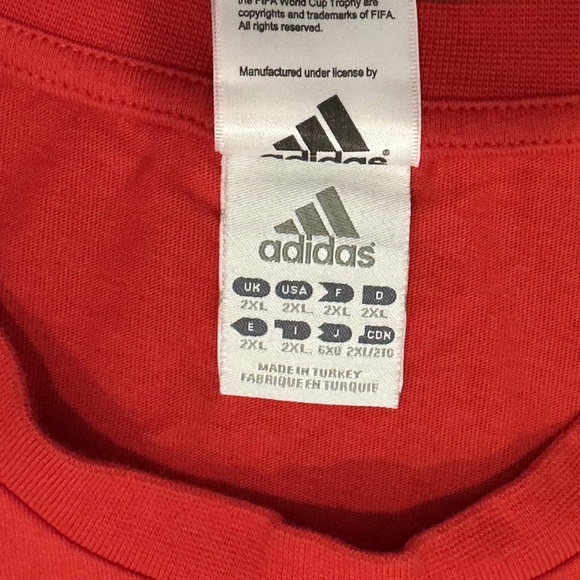 the FIFA World Cup Trophy are
copyrights and trademarks of FIFA.
All rights reserved.
Manufactured under license by
adidas®
adidas
UK USA F D
2XL 2XL. 2XL 2XL
E I J CDN
2XL 2XL. 6XO 2XL/2TG
MADE IN TURKEY
FABRIQUE EN TURQUIE